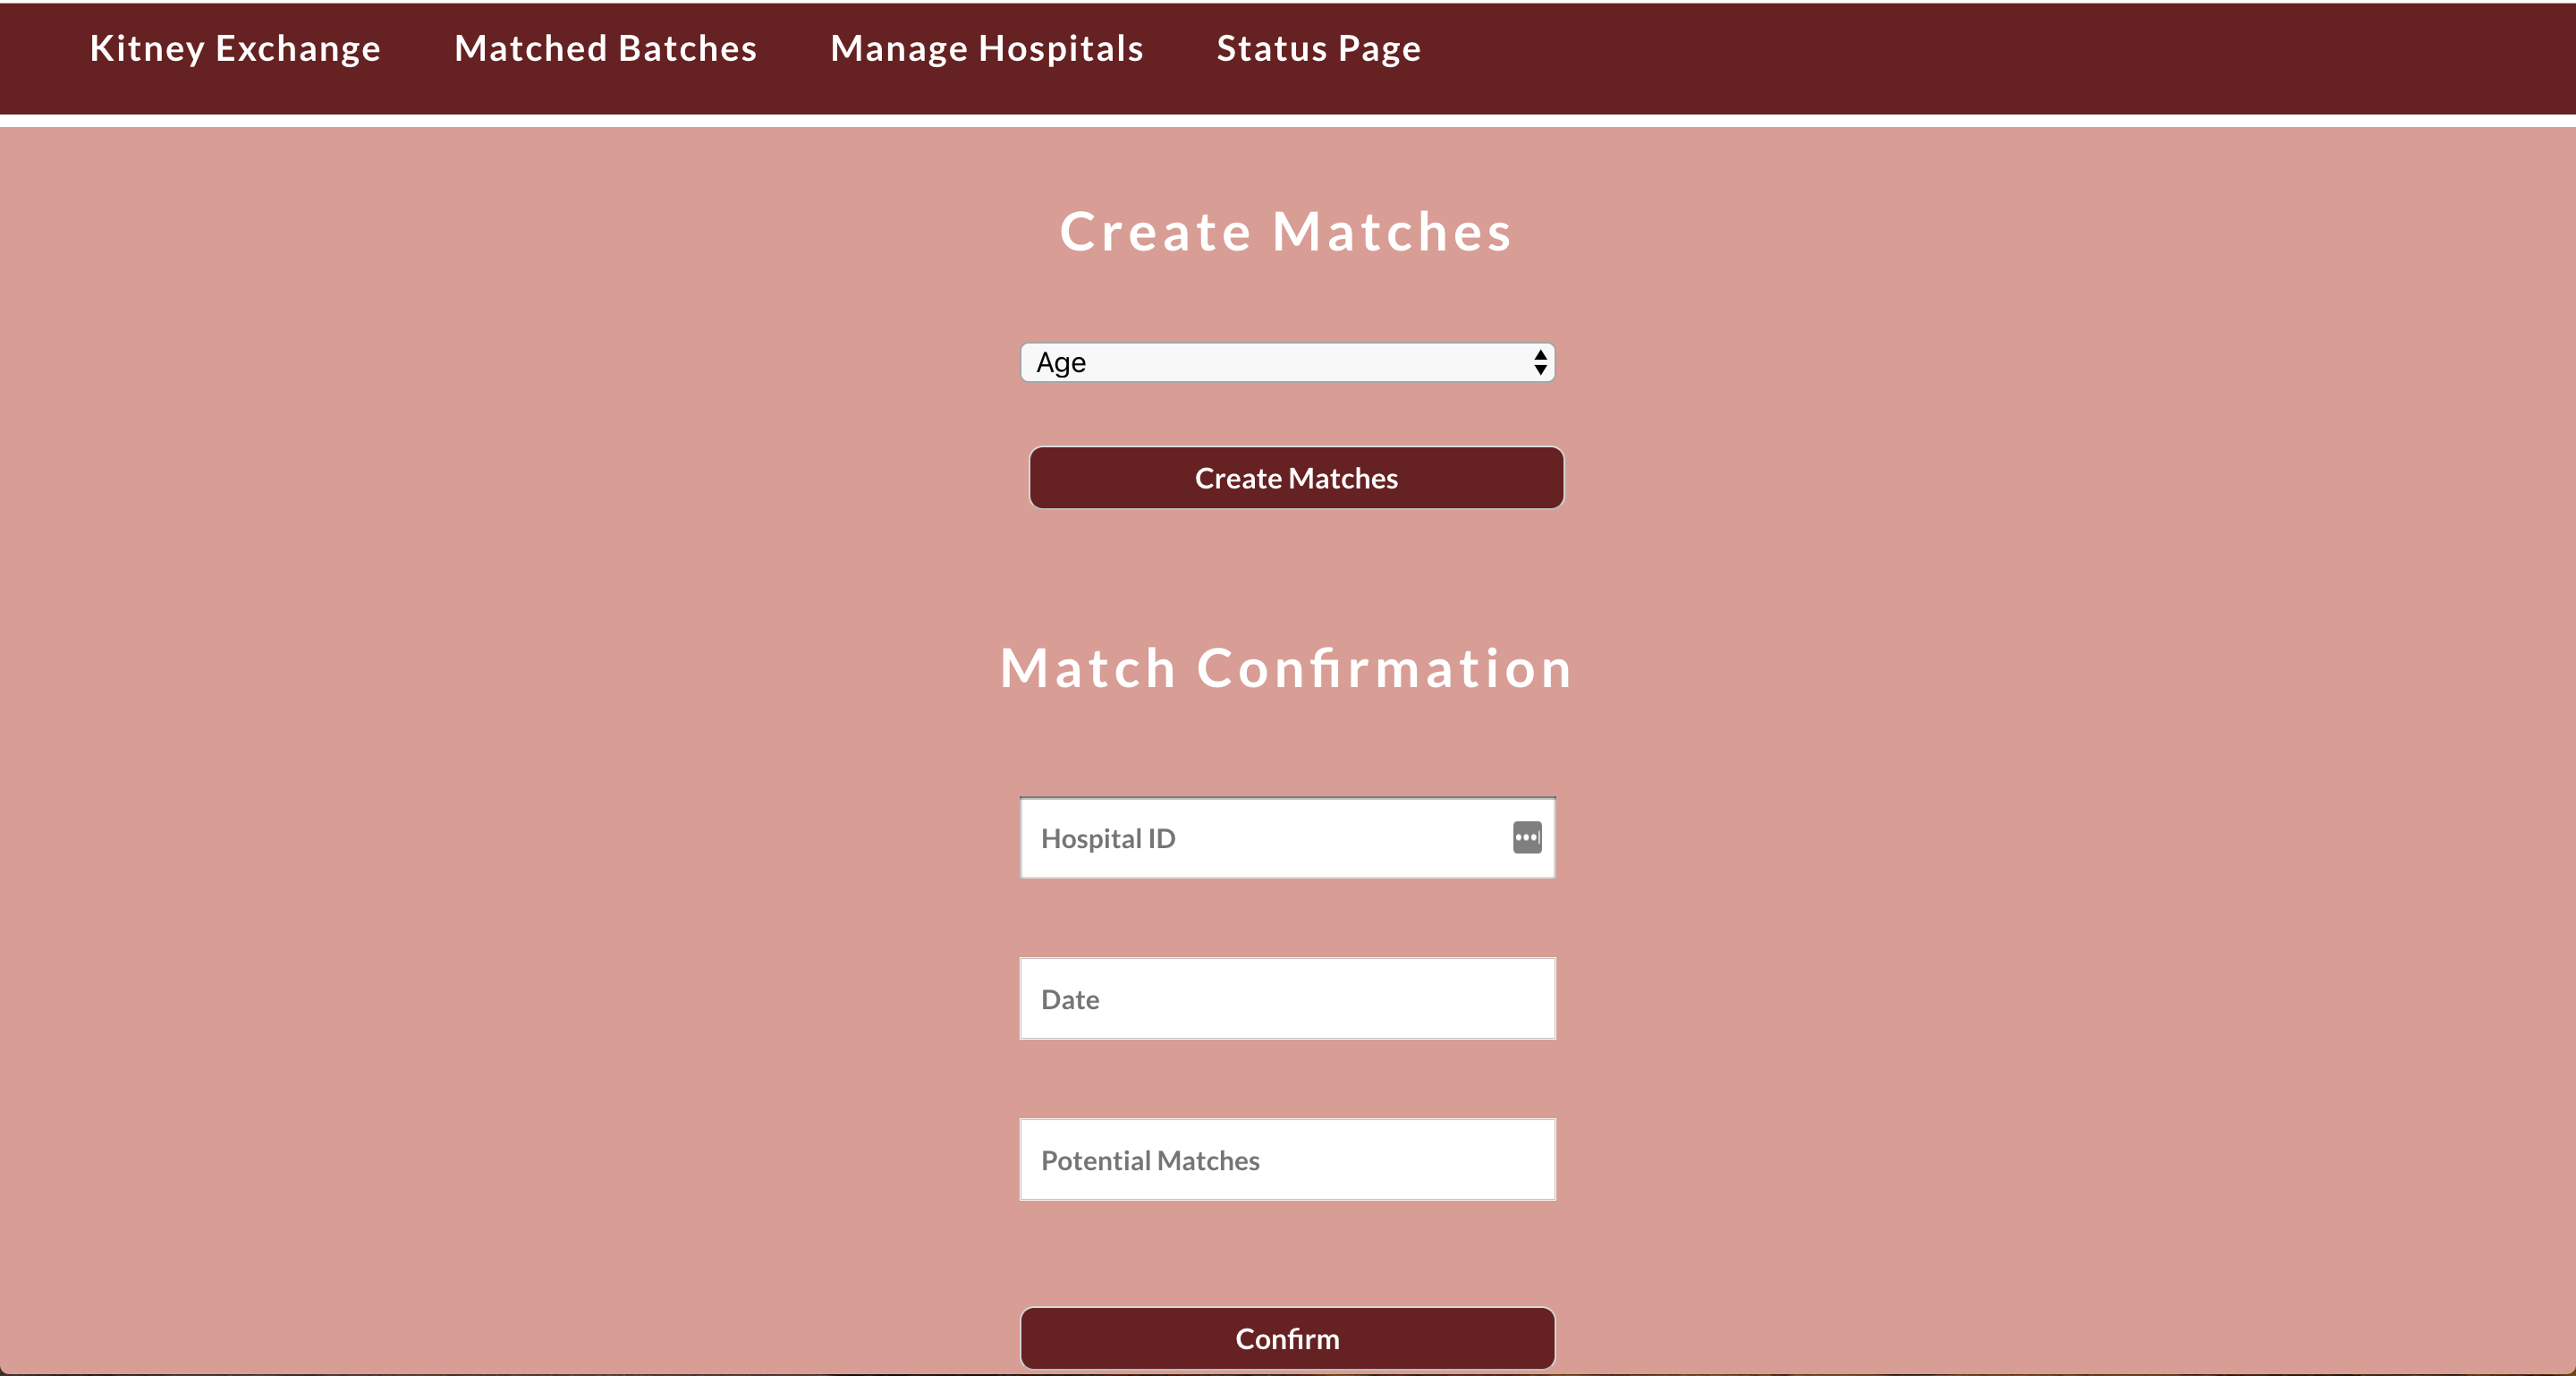 Kitney Exchange Matched Batches Manage Hospitals Status Page
Create Matches
Age
Create Matches
Match Confirmation
Hospital ID
Date
Potential Matches
Confirm